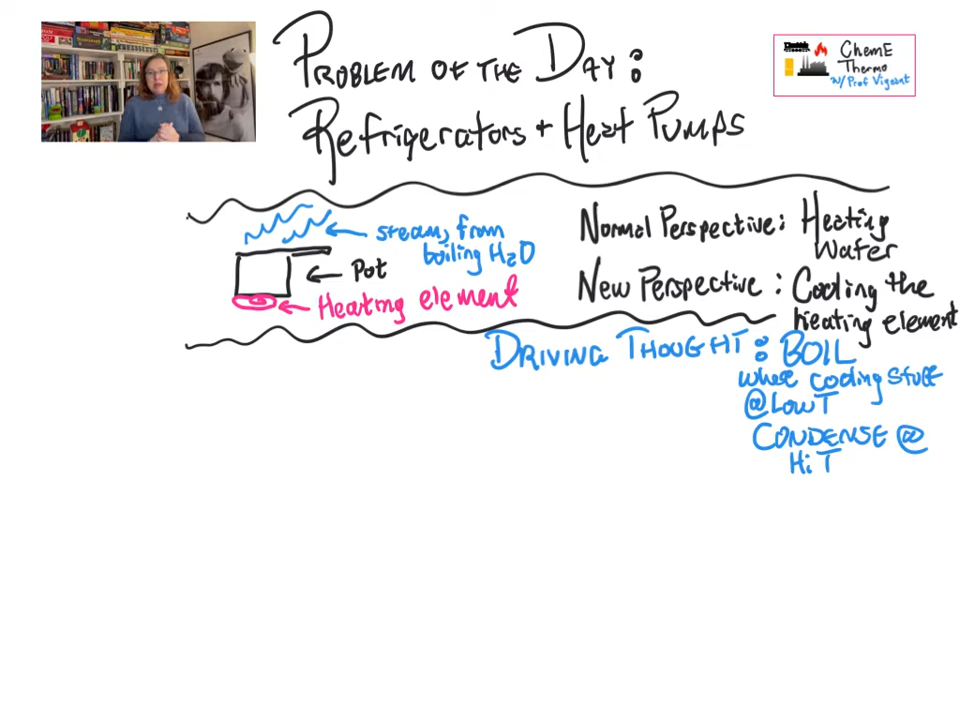 PROBLEM OF THE DAY:
Refrigerators + Heat Pumps
ChemE
Thermo
w/ Prof Vigeant
steam, from
boiling H2O
Pot
Heating element
Normal Perspective: Heating
Water
New Perspective: Cooling the
heating element
DRIVING THOUGHT: BOIL
where cooling stuff
@ Low T
CONDENSE @
Hi T